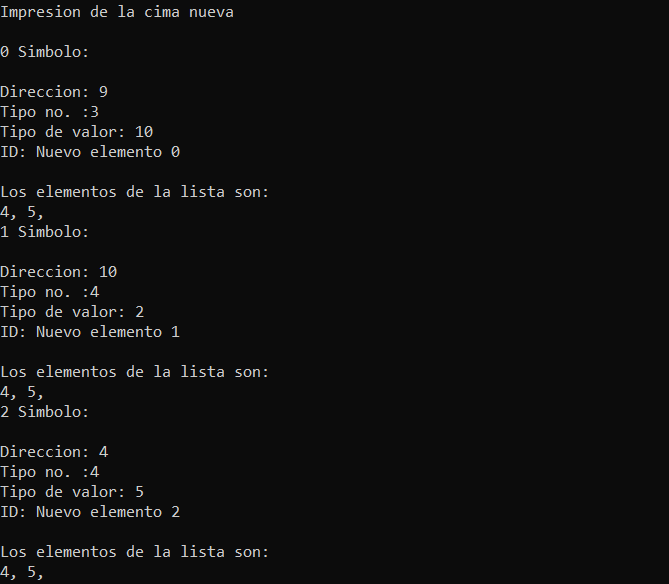 Impresion de la cima nueva
0 Simbolo:
Direccion: 9
Tipo no. :3
Tipo de valor: 10
ID: Nuevo elemento 0
Los elementos de la lista son:
4, 5,
1 Simbolo:
Direccion: 10
Tipo no. :4
Tipo de valor: 2
ID: Nuevo elemento 1
Los elementos de la lista son:
4, 5,
2 Simbolo:
Direccion: 4
Tipo no. :4
Tipo de valor: 5
ID: Nuevo elemento 2
Los elementos de la lista son:
4, 5,